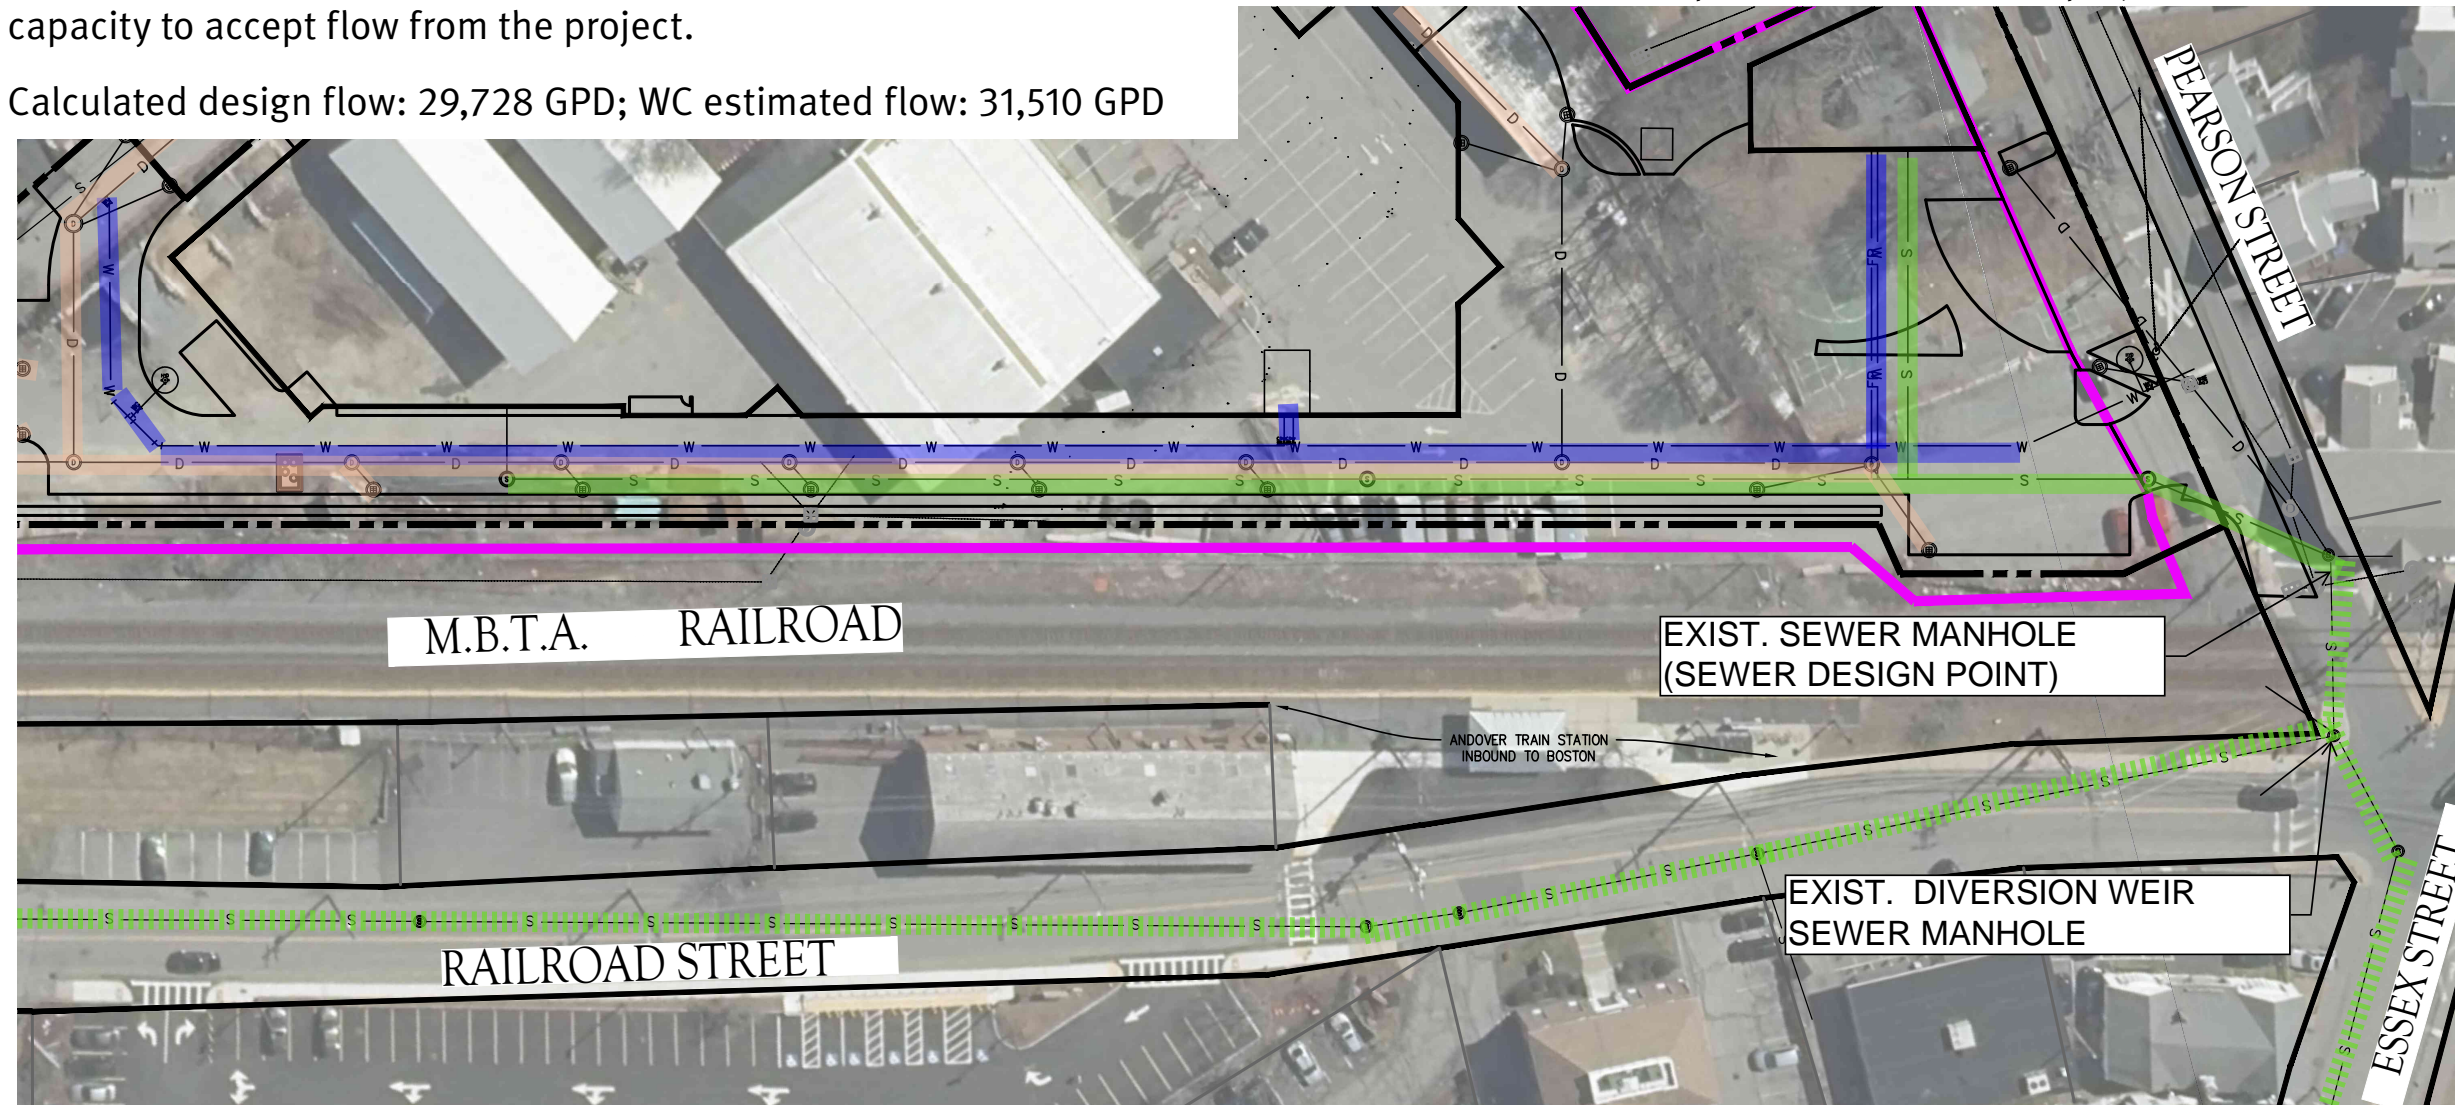 capacity to accept flow from the project.
Calculated design flow: 29,728 GPD; WC estimated flow: 31,510 GPD
PEARSON STREET
M.B.T.A. RAILROAD
EXIST. SEWER MANHOLE
(SEWER DESIGN POINT)
ANDOVER TRAIN STATION
INBOUND TO BOSTON
EXIST. DIVERSION WEIR
SEWER MANHOLE
RAILROAD STREET
ESSEX STREET